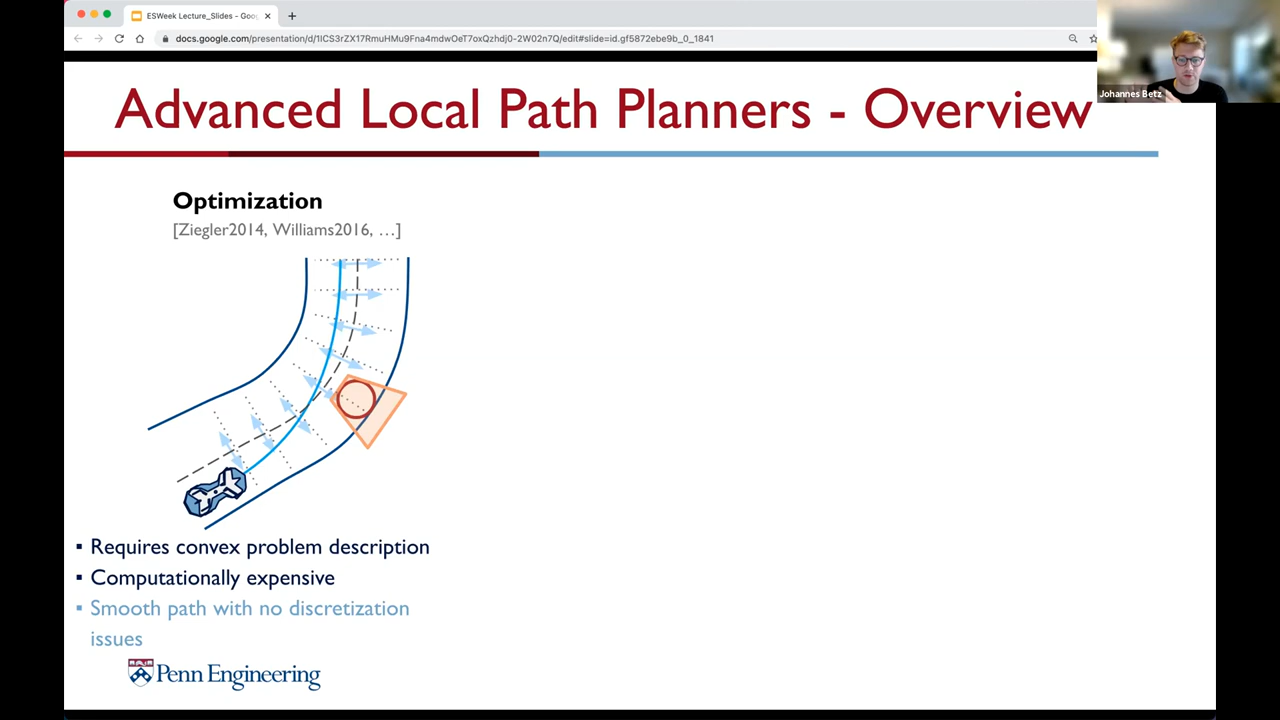 ESWeek Lecture_Slides - Goo
docs.google.com/presentation/d/1ICS3rZX17RmuHMu9Fna4mdwOeT7oxQzhdj0-2W02n7Q/edit#slide=id.gf5872ebe9b_0_1841
Johannes Betz
Advanced Local Path Planners - Overview
Optimization
[Ziegler2014, Williams2016, …]
▪ Requires convex problem description
▪ Computationally expensive
▪ Smooth path with no discretization
issues
Penn Engineering